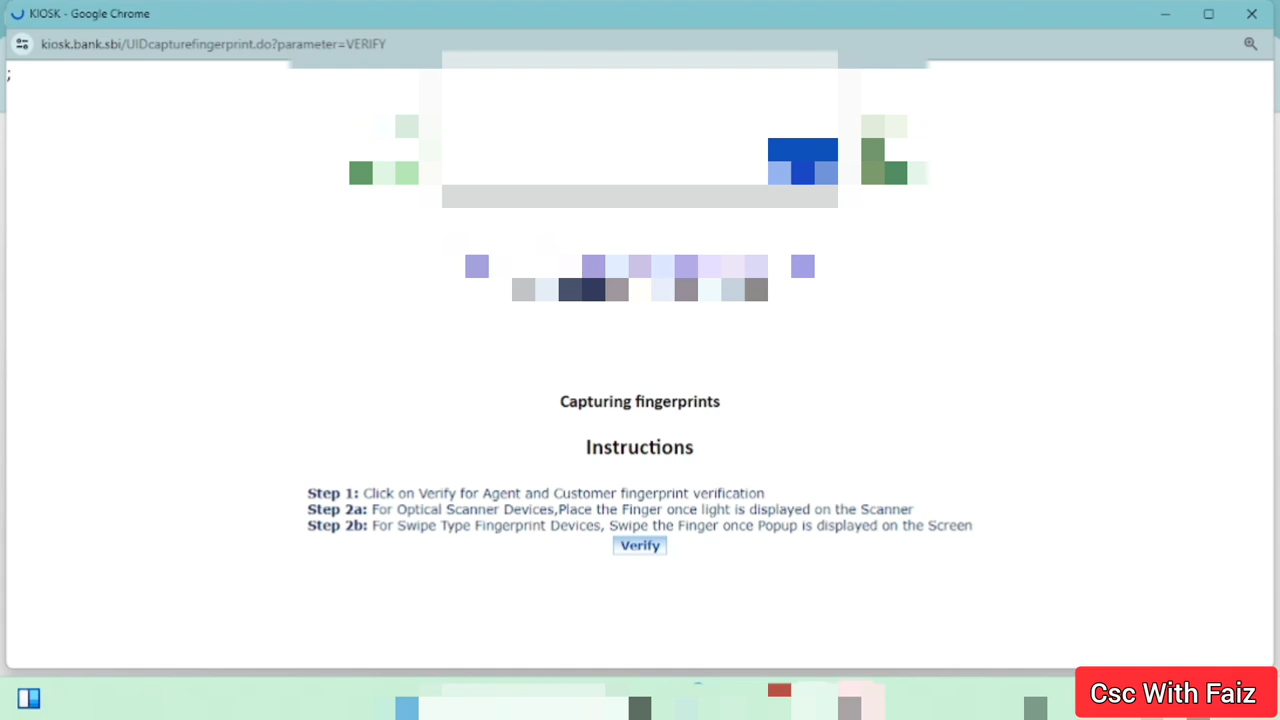 KIOSK - Google Chrome
kiosk.bank.sbi/UIDcapturefingerprint.do?parameter=VERIFY
;
Capturing fingerprints
Instructions
Step 1: Click on Verify for Agent and Customer fingerprint verification
Step 2a: For Optical Scanner Devices,Place the Finger once light is displayed on the Scanner
Step 2b: For Swipe Type Fingerprint Devices, Swipe the Finger once Popup is displayed on the Screen
Verify
Csc With Faiz